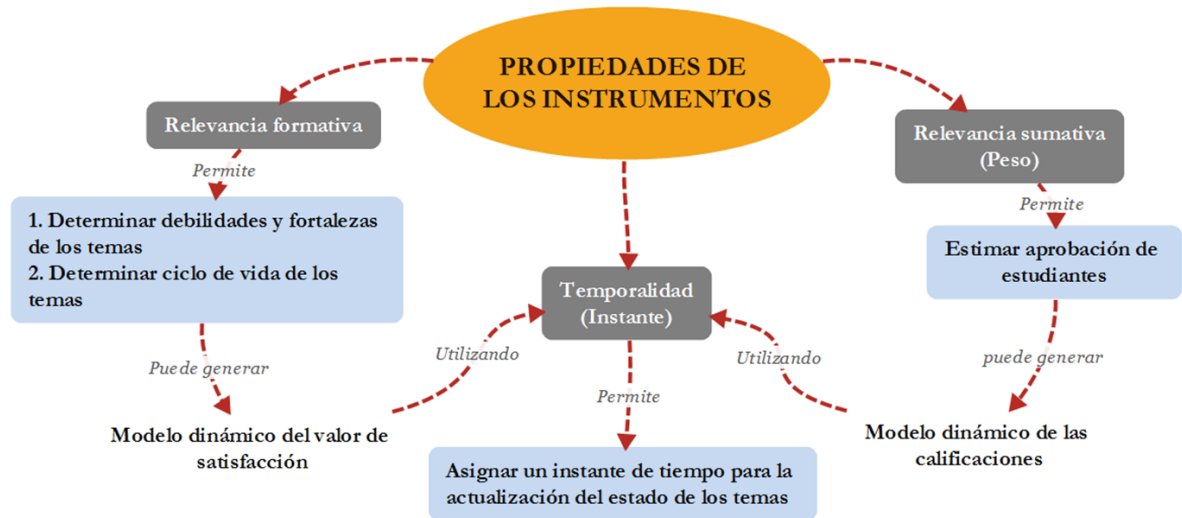 PROPIEDADES DE
LOS INSTRUMENTOS
Relevancia formativa
Permite
1. Determinar debilidades y fortalezas
de los temas
2. Determinar ciclo de vida de los
temas
Puede generar
Modelo dinámico del valor de
satisfacción
Utilizando
Temporalidad
(Instante)
Permite
Asignar un instante de tiempo para la
actualización del estado de los temas
Relevancia sumativa
(Peso)
Permite
Estimar aprobación de
estudiantes
puede generar
Modelo dinámico de las
calificaciones
Utilizando